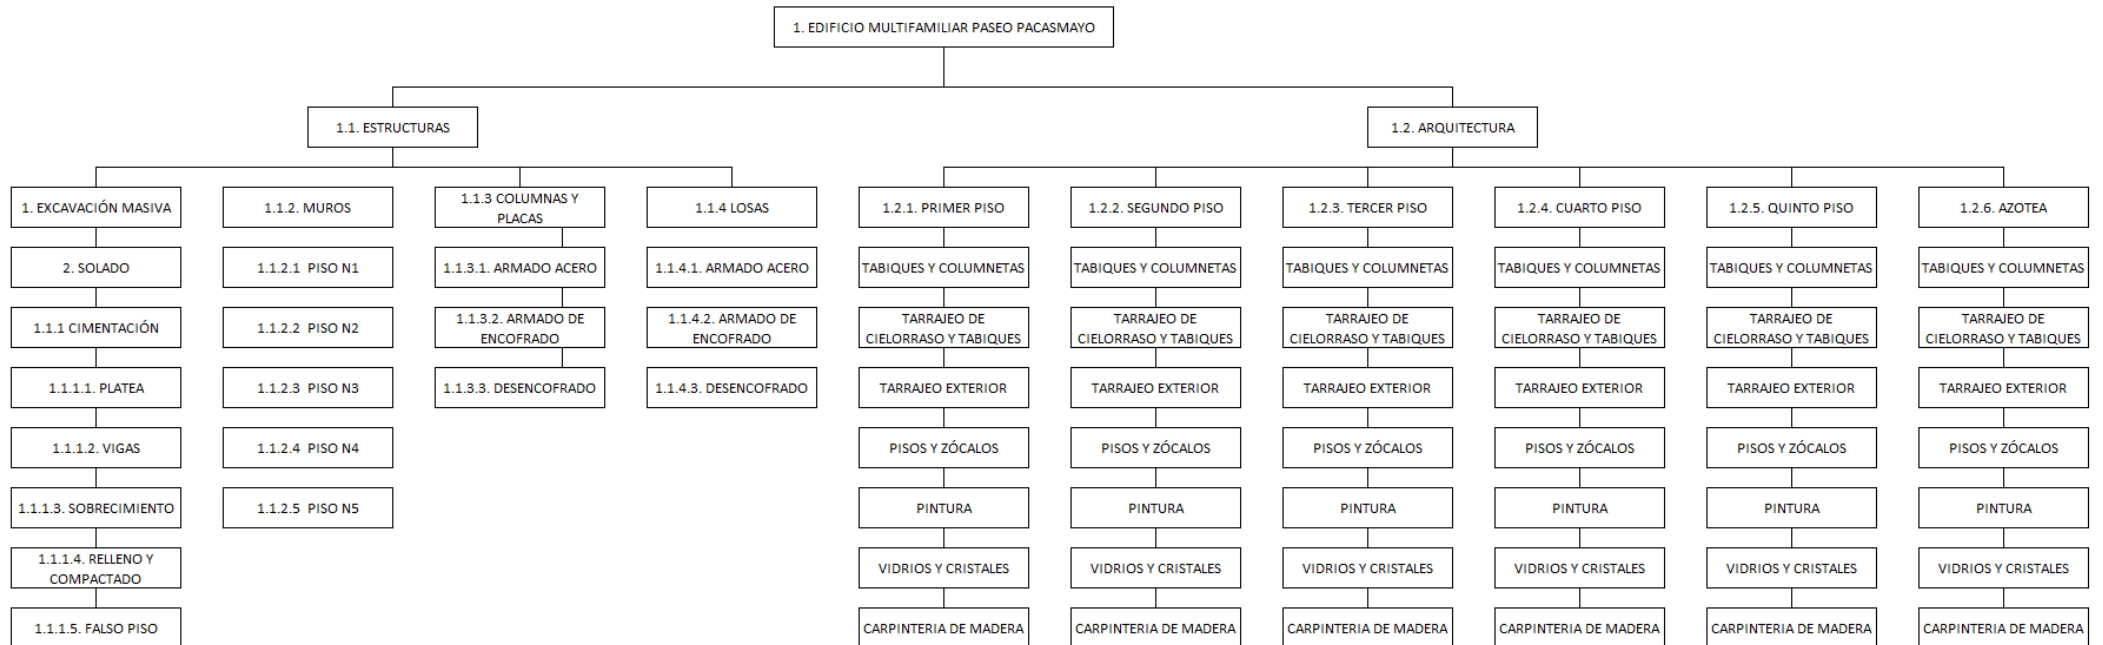 1. EDIFICIO MULTIFAMILIAR PASEO PACASMAYO
1.1. ESTRUCTURAS
1.2. ARQUITECTURA
1. EXCAVACIÓN MASIVA
2. SOLADO
1.1.1 CIMENTACIÓN
1.1.1.1. PLATEA
1.1.1.2. VIGAS
1.1.1.3. SOBRECIMIENTO
1.1.1.4. RELLENO Y
COMPACTADO
1.1.1.5. FALSO PISO
1.1.2. MUROS
1.1.2.1 PISO N1
1.1.2.2 PISO N2
1.1.2.3 PISO N3
1.1.2.4 PISO N4
1.1.2.5 PISO N5
1.1.3 COLUMNAS Y
PLACAS
1.1.3.1. ARMADO ACERO
1.1.3.2. ARMADO DE
ENCOFRADO
1.1.3.3. DESENCOFRADO
1.1.4 LOSAS
1.1.4.1. ARMADO ACERO
1.1.4.2. ARMADO DE
ENCOFRADO
1.1.4.3. DESENCOFRADO
1.2.1. PRIMER PISO
TABIQUES Y COLUMNETAS
TARRAJEO DE
CIELORRASO Y TABIQUES
TARRAJEO EXTERIOR
PISOS Y ZÓCALOS
PINTURA
VIDRIOS Y CRISTALES
CARPINTERIA DE MADERA
1.2.2. SEGUNDO PISO
TABIQUES Y COLUMNETAS
TARRAJEO DE
CIELORRASO Y TABIQUES
TARRAJEO EXTERIOR
PISOS Y ZÓCALOS
PINTURA
VIDRIOS Y CRISTALES
CARPINTERIA DE MADERA
1.2.3. TERCER PISO
TABIQUES Y COLUMNETAS
TARRAJEO DE
CIELORRASO Y TABIQUES
TARRAJEO EXTERIOR
PISOS Y ZÓCALOS
PINTURA
VIDRIOS Y CRISTALES
CARPINTERIA DE MADERA
1.2.4. CUARTO PISO
TABIQUES Y COLUMNETAS
TARRAJEO DE
CIELORRASO Y TABIQUES
TARRAJEO EXTERIOR
PISOS Y ZÓCALOS
PINTURA
VIDRIOS Y CRISTALES
CARPINTERIA DE MADERA
1.2.5. QUINTO PISO
TABIQUES Y COLUMNETAS
TARRAJEO DE
CIELORRASO Y TABIQUES
TARRAJEO EXTERIOR
PISOS Y ZÓCALOS
PINTURA
VIDRIOS Y CRISTALES
CARPINTERIA DE MADERA
1.2.6. AZOTEA
TABIQUES Y COLUMNETAS
TARRAJEO DE
CIELORRASO Y TABIQUES
TARRAJEO EXTERIOR
PISOS Y ZÓCALOS
PINTURA
VIDRIOS Y CRISTALES
CARPINTERIA DE MADERA